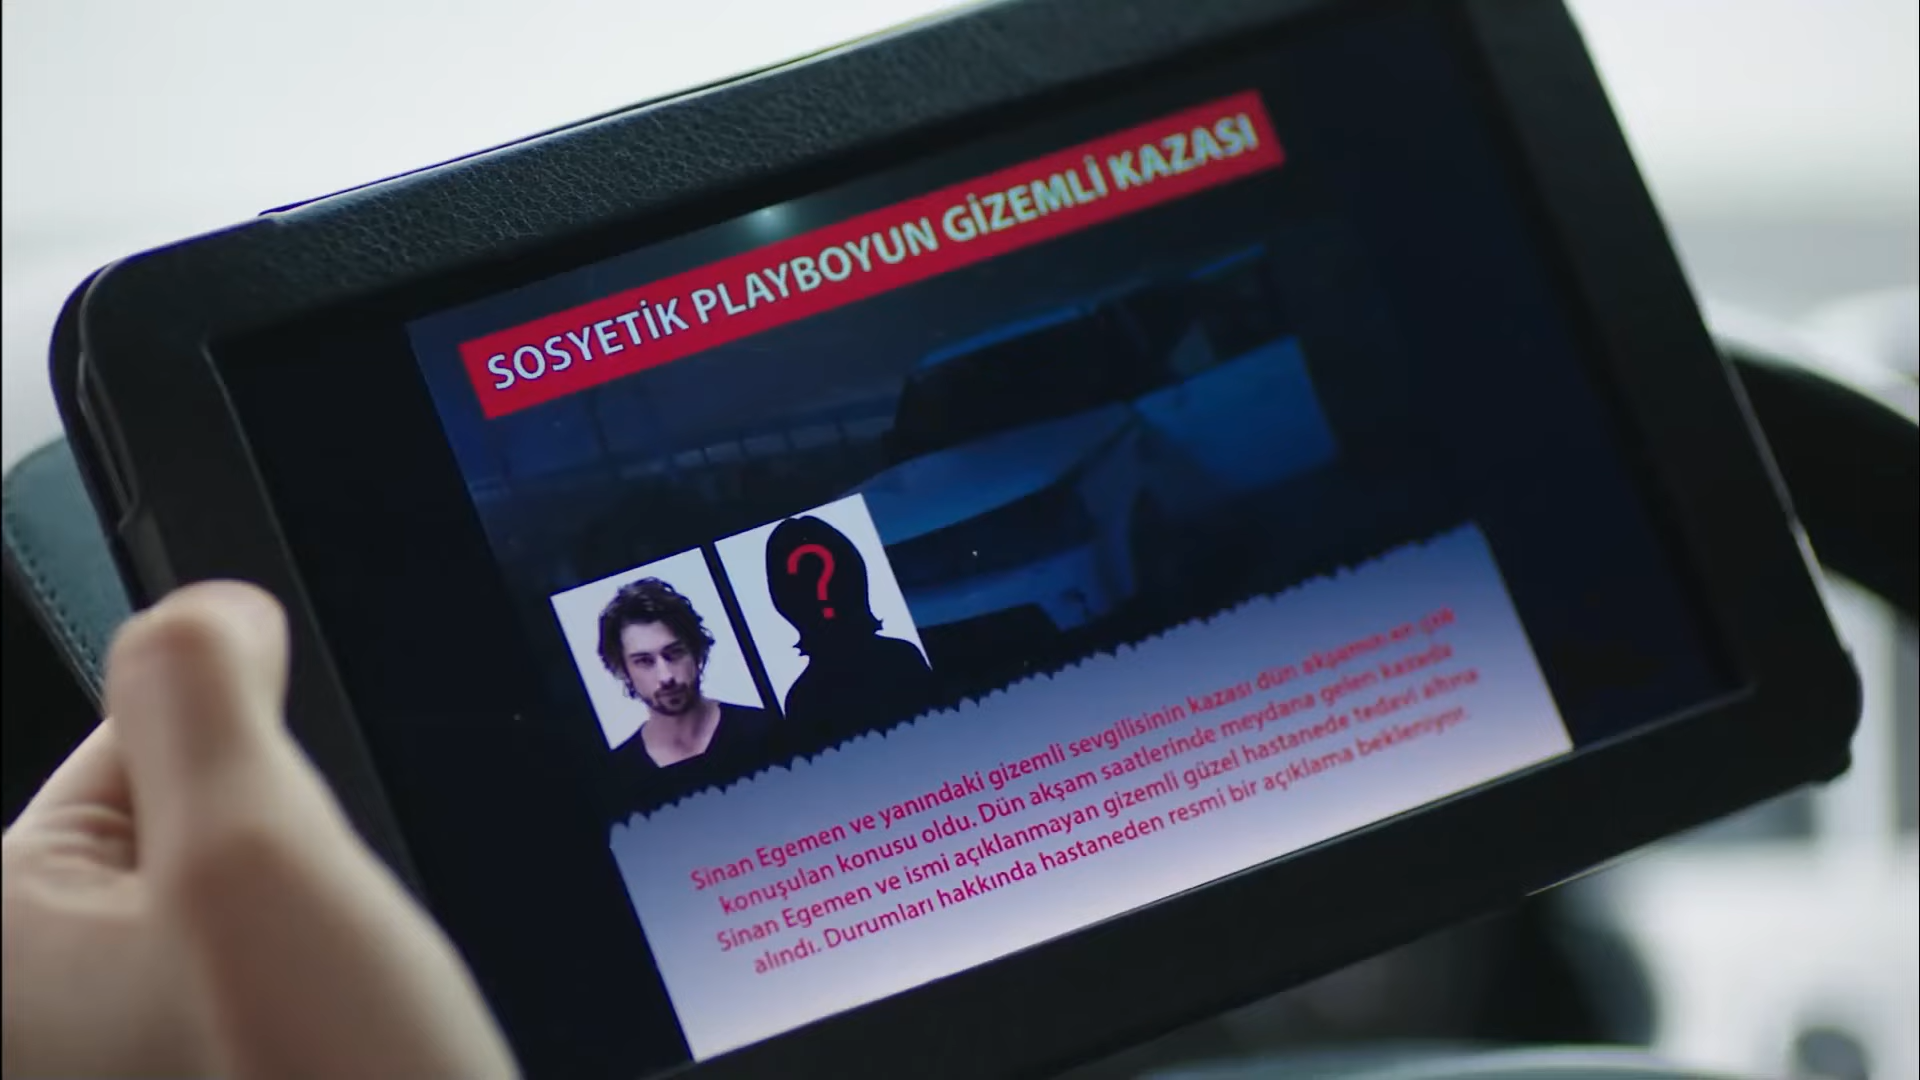 SOSYETİK PLAYBOYUN GİZEMLİ KAZASI
?
Sinan Egemen ve yanındaki gizemli sevgilisinin kazası dün akşamın en çok
konuşulan konusu oldu. Dün akşam saatlerinde meydana gelen kazada
Sinan Egemen ve ismi açıklanmayan gizemli güzel hastanede tedavi altına
alındı. Durumları hakkında hastaneden resmi bir açıklama bekleniyor.